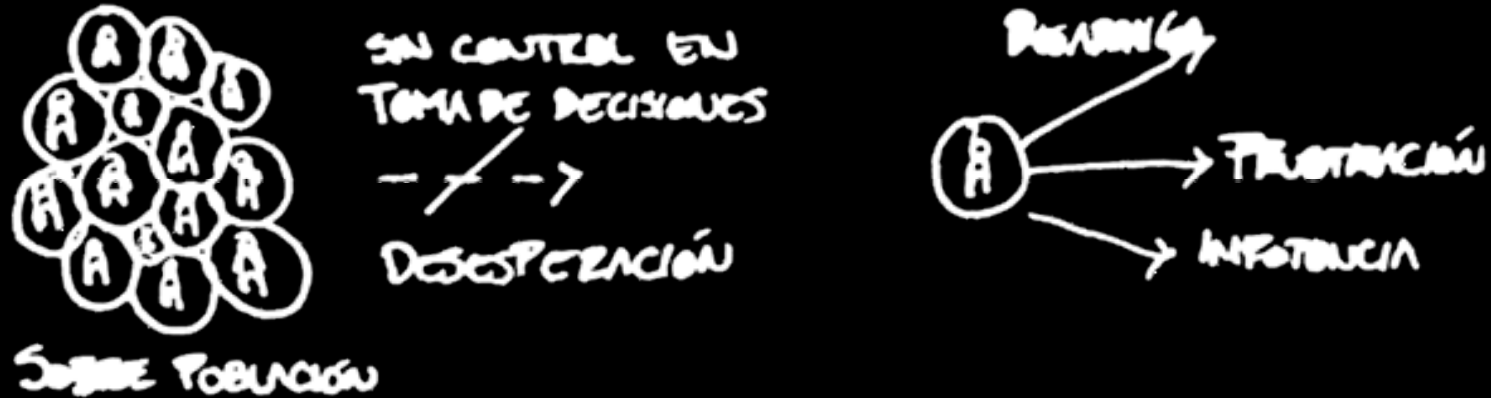 SIN CONTROL EN
TOMA DE DECISIONES
DESESPERACIÓN
SOBRE POBLACIÓN
FRUSTRACIÓN
IMPOTENCIA